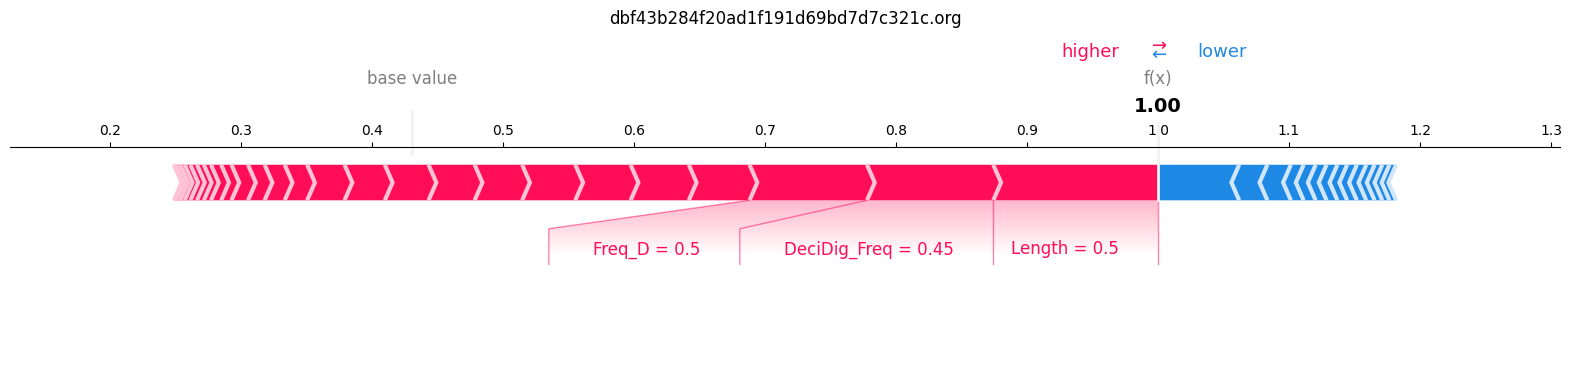 dbf43b284f20ad1f191d69bd7d7c321c.org
higher ⇄ lower
base value f(x)
1.00
0.2 0.3 0.4 0.5 0.6 0.7 0.8 0.9 1.0 1.1 1.2 1.3
Freq_D = 0.5 DeciDig_Freq = 0.45 Length = 0.5